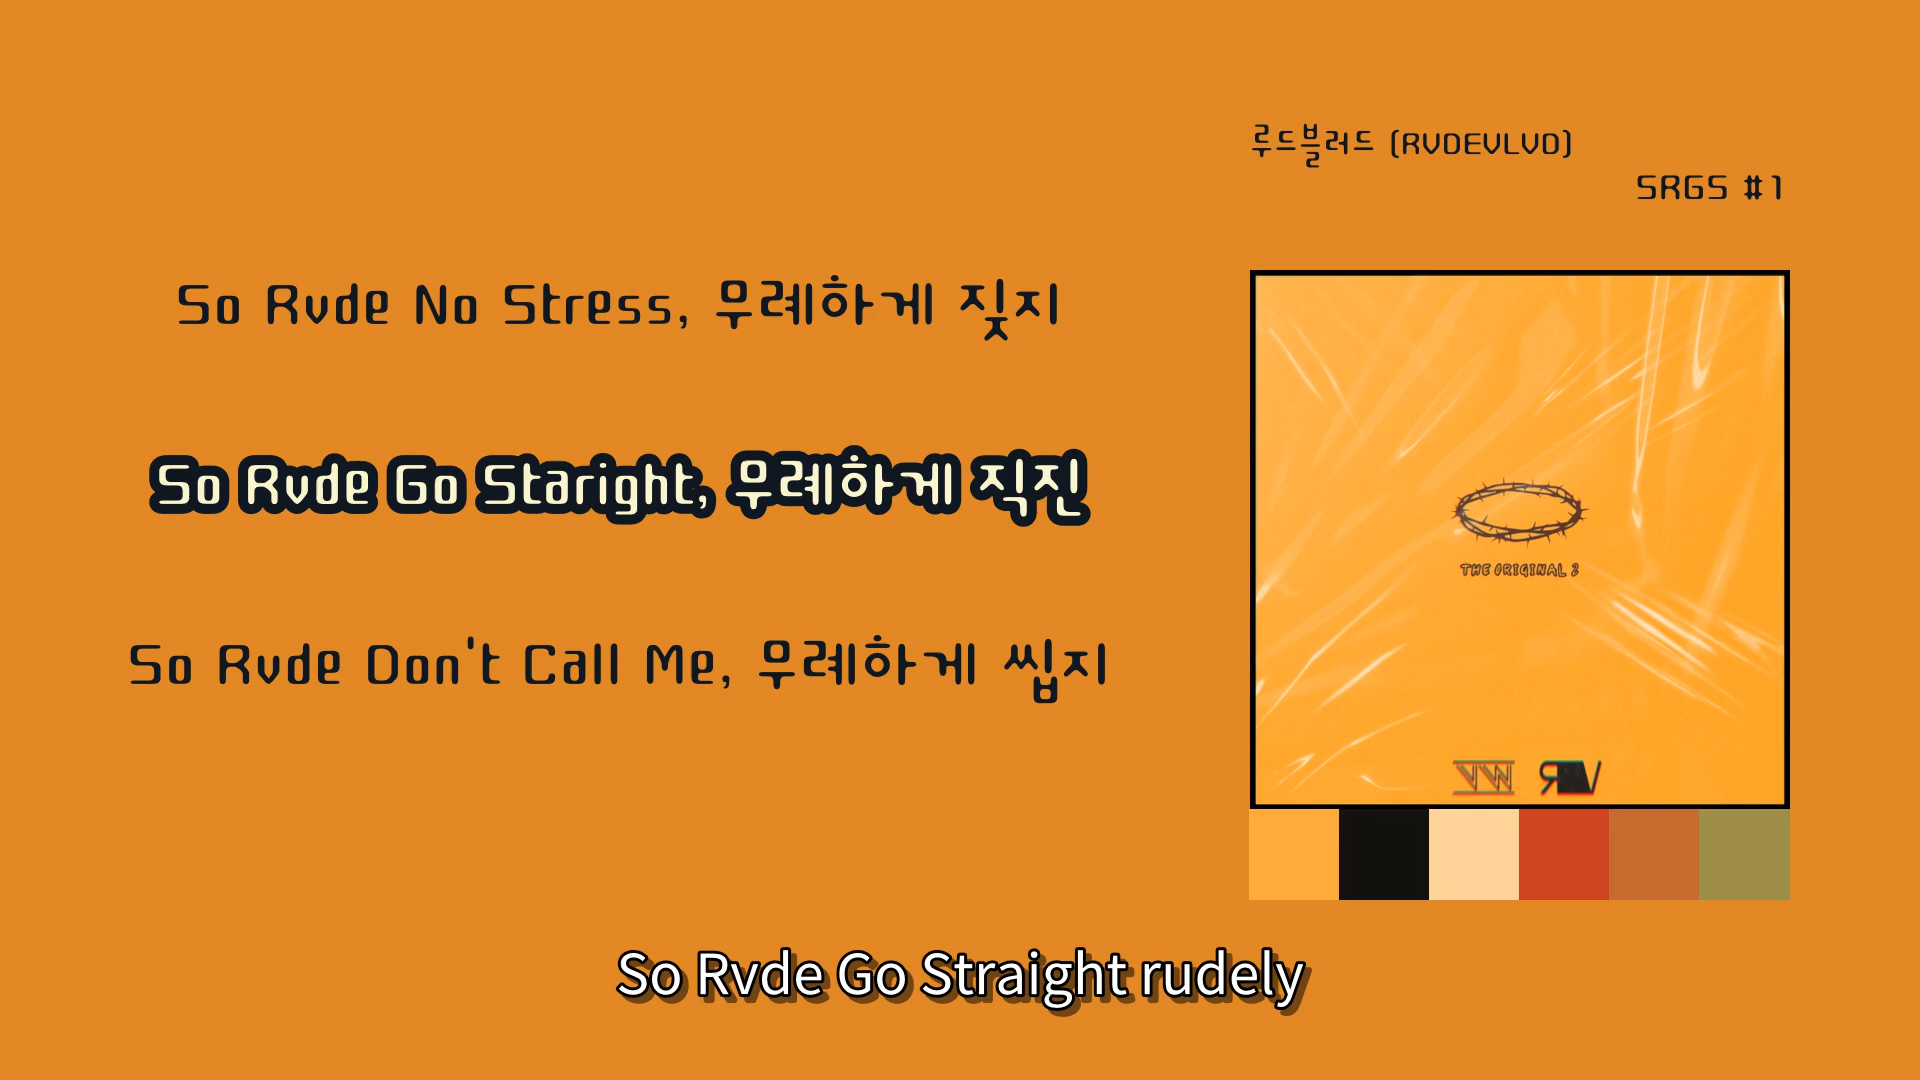 루드블러드 (RVDEVLVD)
SRGS #1
So Rvde No Stress, 무례하게 짖지
So Rvde Go Staright, 무례하게 직진
So Rvde Don't Call Me, 무례하게 씹지
THE ORIGINAL 2
So Rvde Go Straight rudely